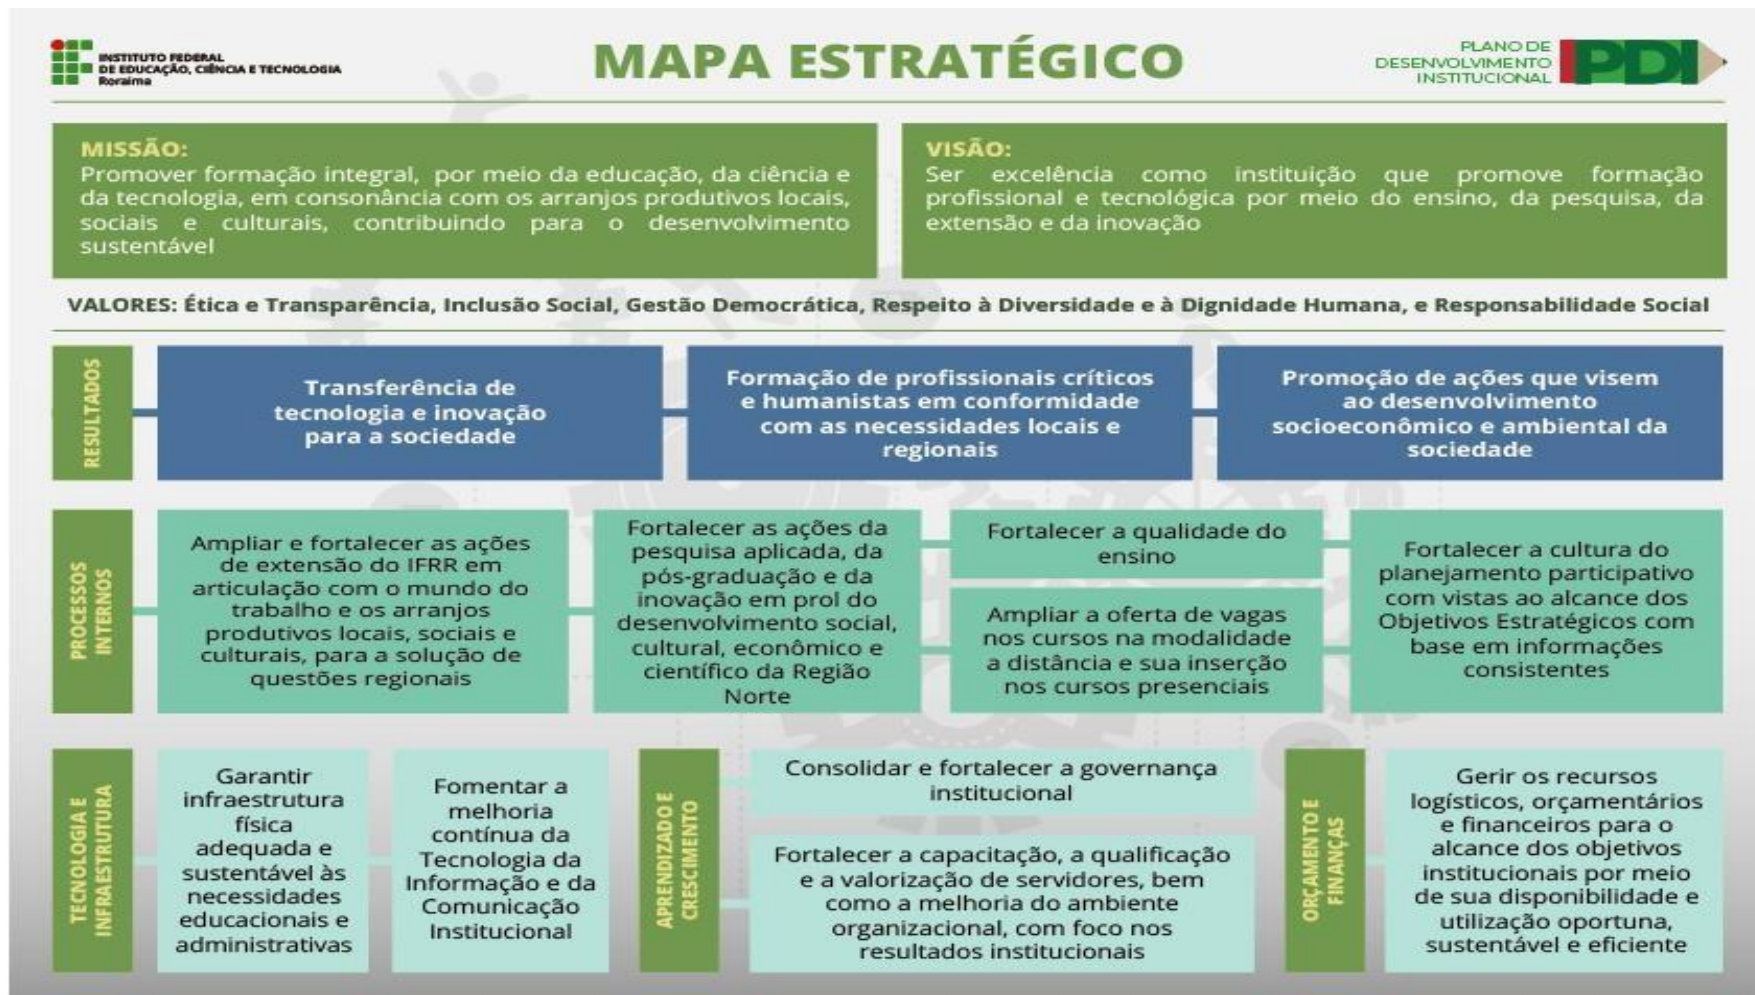 INSTITUTO FEDERAL
DE EDUCAÇÃO, CIÊNCIA E TECNOLOGIA
Roraima
MAPA ESTRATÉGICO
PLANO DE
DESENVOLVIMENTO
INSTITUCIONAL
PDI
MISSÃO:
Promover formação integral, por meio da educação, da ciência e
da tecnologia, em consonância com os arranjos produtivos locais,
sociais e culturais, contribuindo para o desenvolvimento
sustentável
VISÃO:
Ser excelência como instituição que promove formação
profissional e tecnológica por meio do ensino, da pesquisa, da
extensão e da inovação
VALORES: Ética e Transparência, Inclusão Social, Gestão Democrática, Respeito à Diversidade e à Dignidade Humana, e Responsabilidade Social
RESULTADOS
Transferência de
tecnologia e inovação
para a sociedade
Formação de profissionais críticos
e humanistas em conformidade
com as necessidades locais e
regionais
Promoção de ações que visem
ao desenvolvimento
socioeconômico e ambiental da
sociedade
PROCESSOS
INTERNOS
Ampliar e fortalecer as ações
de extensão do IFRR em
articulação com o mundo do
trabalho e os arranjos
produtivos locais, sociais e
culturais, para a solução de
questões regionais
Fortalecer as ações da
pesquisa aplicada, da
pós-graduação e da
inovação em prol do
desenvolvimento social,
cultural, econômico e
científico da Região
Norte
Fortalecer a qualidade do
ensino
Ampliar a oferta de vagas
nos cursos na modalidade
a distância e sua inserção
nos cursos presenciais
Fortalecer a cultura do
planejamento participativo
com vistas ao alcance dos
Objetivos Estratégicos com
base em informações
consistentes
TECNOLOGIA E
INFRAESTRUTURA
Garantir
infraestrutura
física
adequada e
sustentável às
necessidades
educacionais e
administrativas
Fomentar a
melhoria
contínua da
Tecnologia da
Informação e da
Comunicação
Institucional
APRENDIZADO E
CRESCIMENTO
Consolidar e fortalecer a governança
institucional
Fortalecer a capacitação, a qualificação
e a valorização de servidores, bem
como a melhoria do ambiente
organizacional, com foco nos
resultados institucionais
ORÇAMENTO E
FINANÇAS
Gerir os recursos
logísticos, orçamentários
e financeiros para o
alcance dos objetivos
institucionais por meio
de sua disponibilidade e
utilização oportuna,
sustentável e eficiente